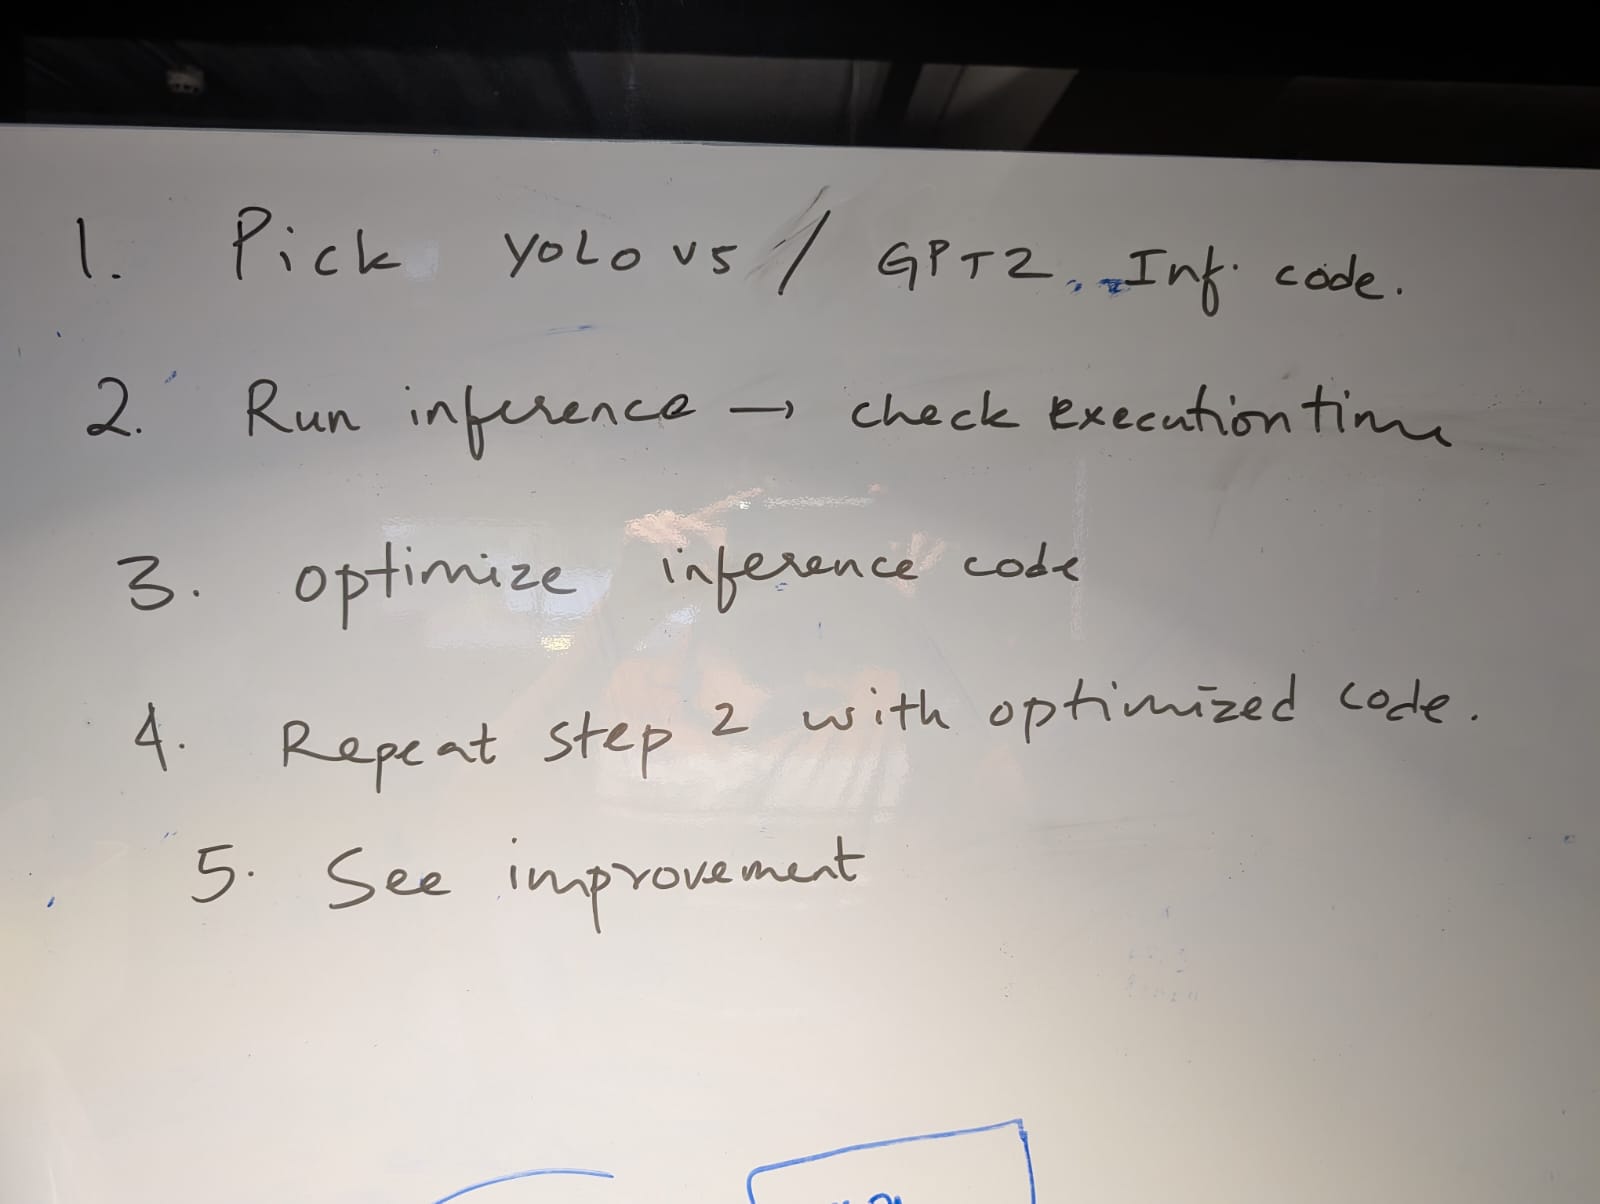 1. Pick YOLO v5 / GPT2 Inf. code.
2. Run inference → check Execution time
3. optimize inference code
4. Repeat step 2 with optimized code.
5. See improvement